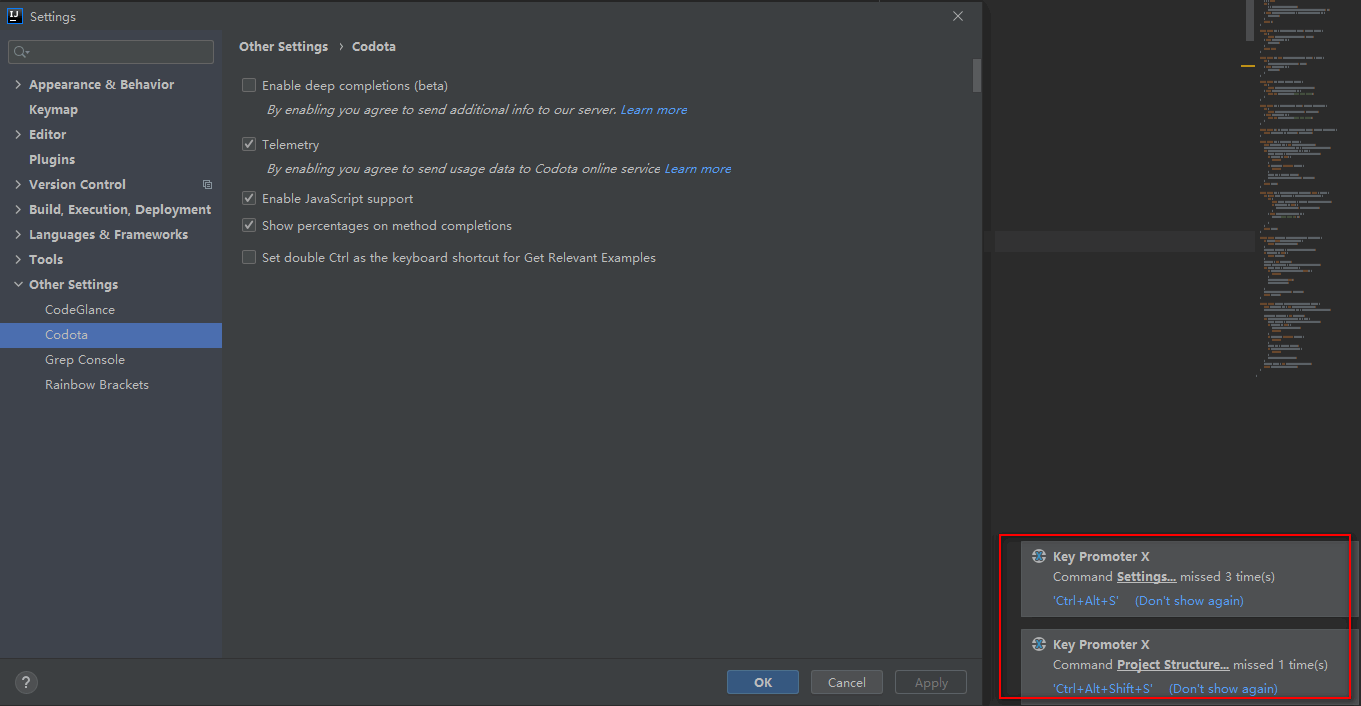 Settings
Appearance & Behavior
Keymap
Editor
Plugins
Version Control
Build, Execution, Deployment
Languages & Frameworks
Tools
Other Settings
CodeGlance
Codota
Grep Console
Rainbow Brackets
Other Settings › Codota
Enable deep completions (beta)
By enabling you agree to send additional info to our server. Learn more
Telemetry
By enabling you agree to send usage data to Codota online service Learn more
Enable JavaScript support
Show percentages on method completions
Set double Ctrl as the keyboard shortcut for Get Relevant Examples
?
OK Cancel Apply
Key Promoter X
Command Settings... missed 3 time(s)
'Ctrl+Alt+S' (Don't show again)
Key Promoter X
Command Project Structure... missed 1 time(s)
'Ctrl+Alt+Shift+S' (Don't show again)